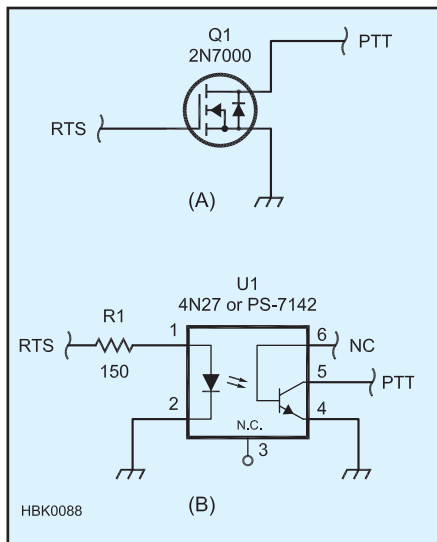 Q1
2N7000
PTT
RTS
(A)
U1
4N27 or PS-7142
R1
RTS
150
1
2
6
NC
5
PTT
4
N.C.
3
(B)
HBK0088